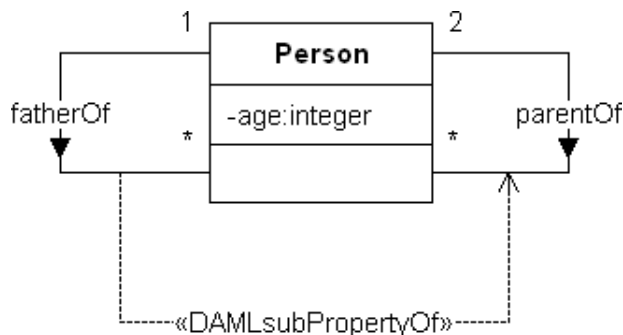 1
2
Person
fatherOf
-age:integer
parentOf
*
*
«DAMLsubPropertyOf»